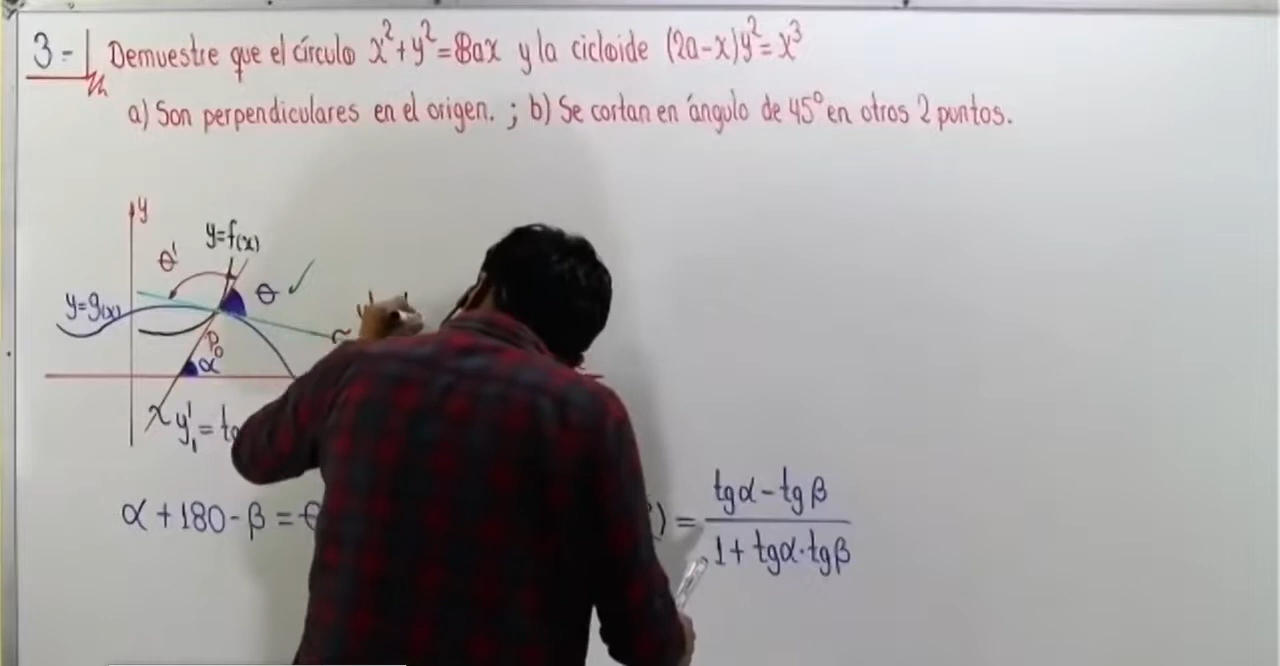 3-| Demuestre que el círculo x²+y²=8ax y la cicloide (2a-x)y²=x³
a) Son perpendiculares en el origen. ; b) Se cortan en ángulo de 45° en otros 2 puntos.
y
y=f(x)
θ'
θ
y=g(x)
P₀
α
y'₁ = tg
α + 180 - β =
) = (tgα - tgβ) / (1 + tgα·tgβ)